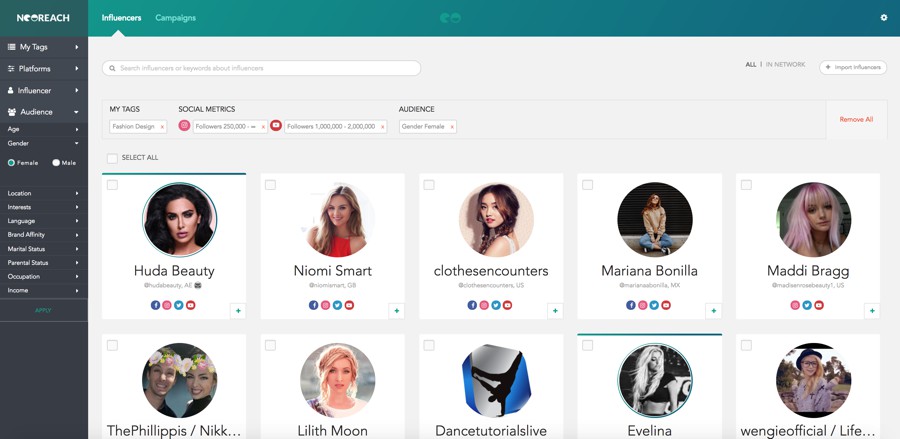 NEOREACH
Influencers
Campaigns
My Tags
Platforms
Influencer
Audience
Age
Gender
Female
Male
Location
Interests
Language
Brand Affinity
Marital Status
Parental Status
Occupation
Income
APPLY
Search influencers or keywords about influencers
ALL | IN NETWORK
+ Import Influencers
MY TAGS
SOCIAL METRICS
AUDIENCE
Fashion Design x
Followers 250,000 - ∞ x
Followers 1,000,000 - 2,000,000 x
Gender Female x
Remove All
SELECT ALL
Huda Beauty
@hudabeauty, AE
Niomi Smart
@niomismart, GB
clothesencounters
@clothesencounters, US
Mariana Bonilla
@marianaabonilla, MX
Maddi Bragg
@madisenrosebeauty1, US
ThePhillippis / Nikk...
Lilith Moon
Dancetutorialslive
Evelina
wengieofficial / Life...